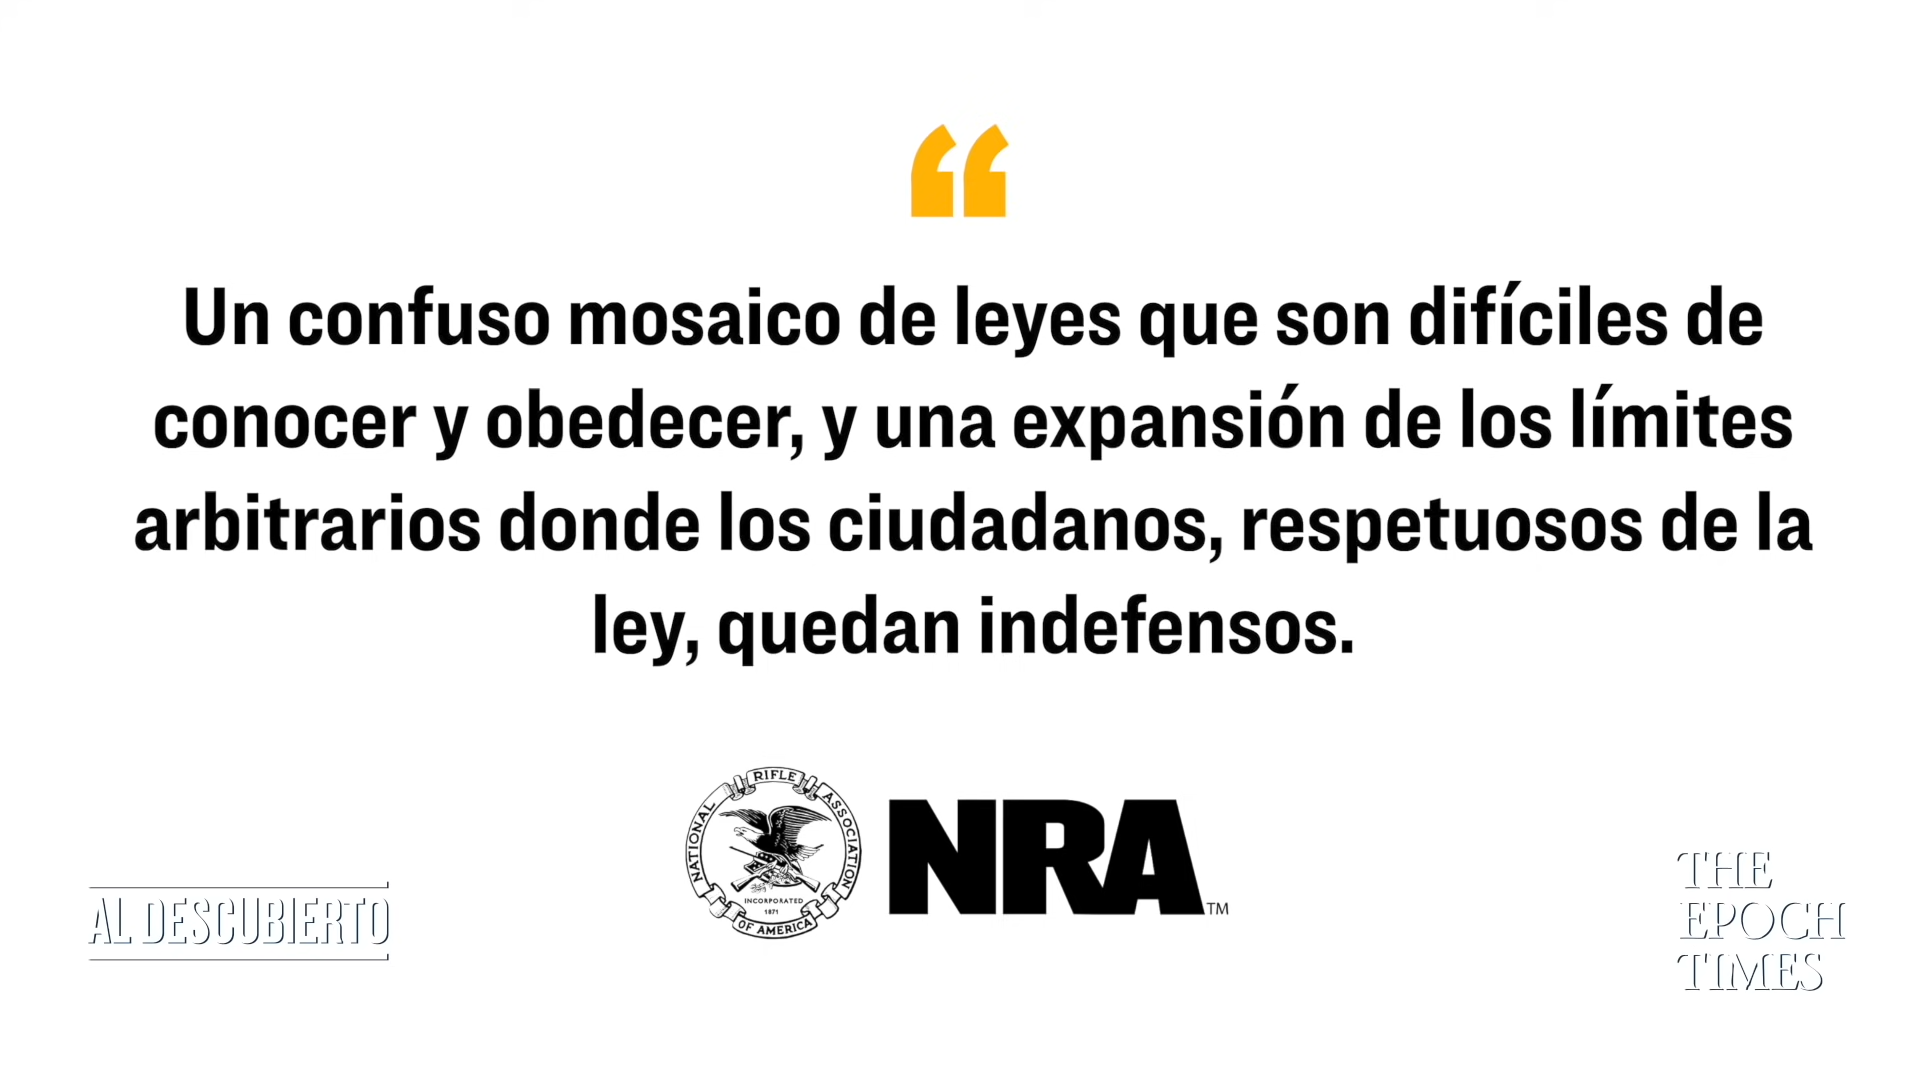 “
Un confuso mosaico de leyes que son difíciles de
conocer y obedecer, y una expansión de los límites
arbitrarios donde los ciudadanos, respetuosos de la
ley, quedan indefensos.
NATIONAL RIFLE ASSOCIATION
INCORPORATED
1871
OF AMERICA
NRA™
AL DESCUBIERTO
THE
EPOCH
TIMES